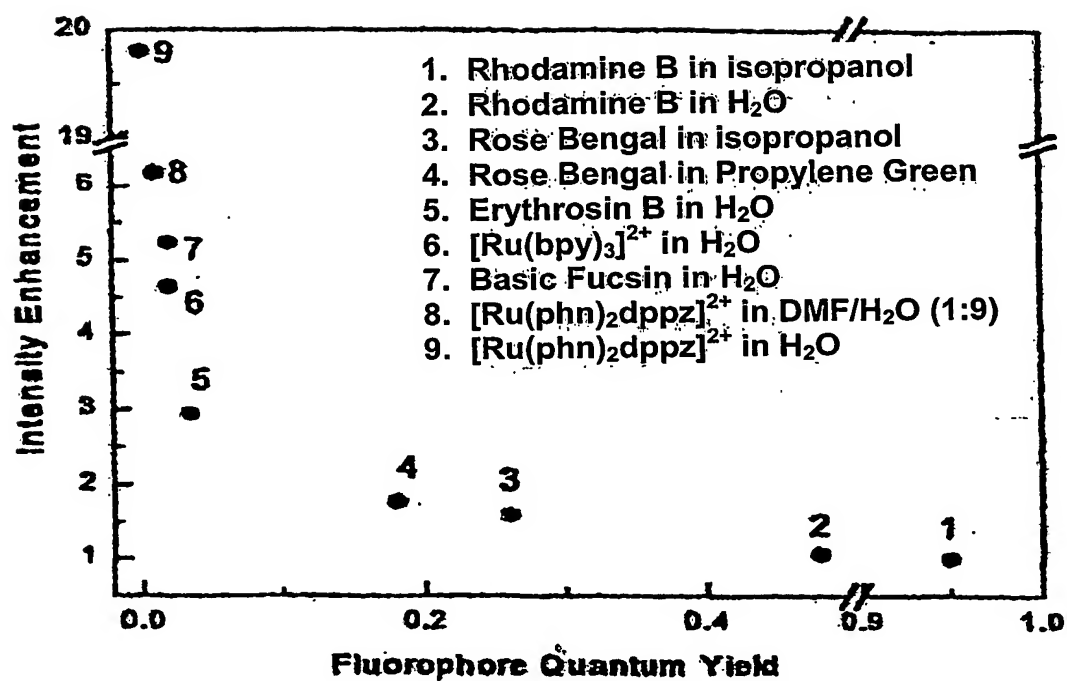 20
9
19
8
6
7
5
6
4
5
3
4
3
2
2
1
1
1. Rhodamine B in isopropanol
2. Rhodamine B in H₂O
3. Rose Bengal in isopropanol
4. Rose Bengal in Propylene Green
5. Erythrosin B in H₂O
6. [Ru(bpy)₃]²⁺ in H₂O
7. Basic Fucsin in H₂O
8. [Ru(phn)₂dppz]²⁺ in DMF/H₂O (1:9)
9. [Ru(phn)₂dppz]²⁺ in H₂O
Intensity Enhancement
0.0 0.2 0.4 0.9 1.0
Fluorophore Quantum Yield